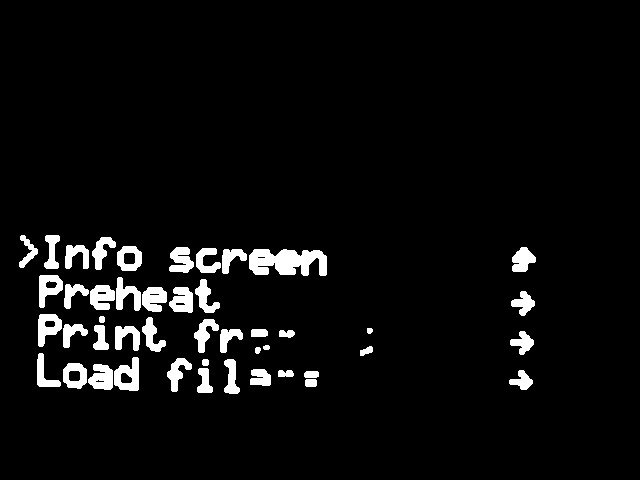 >Info screen ↑
Preheat →
Print →
Load →